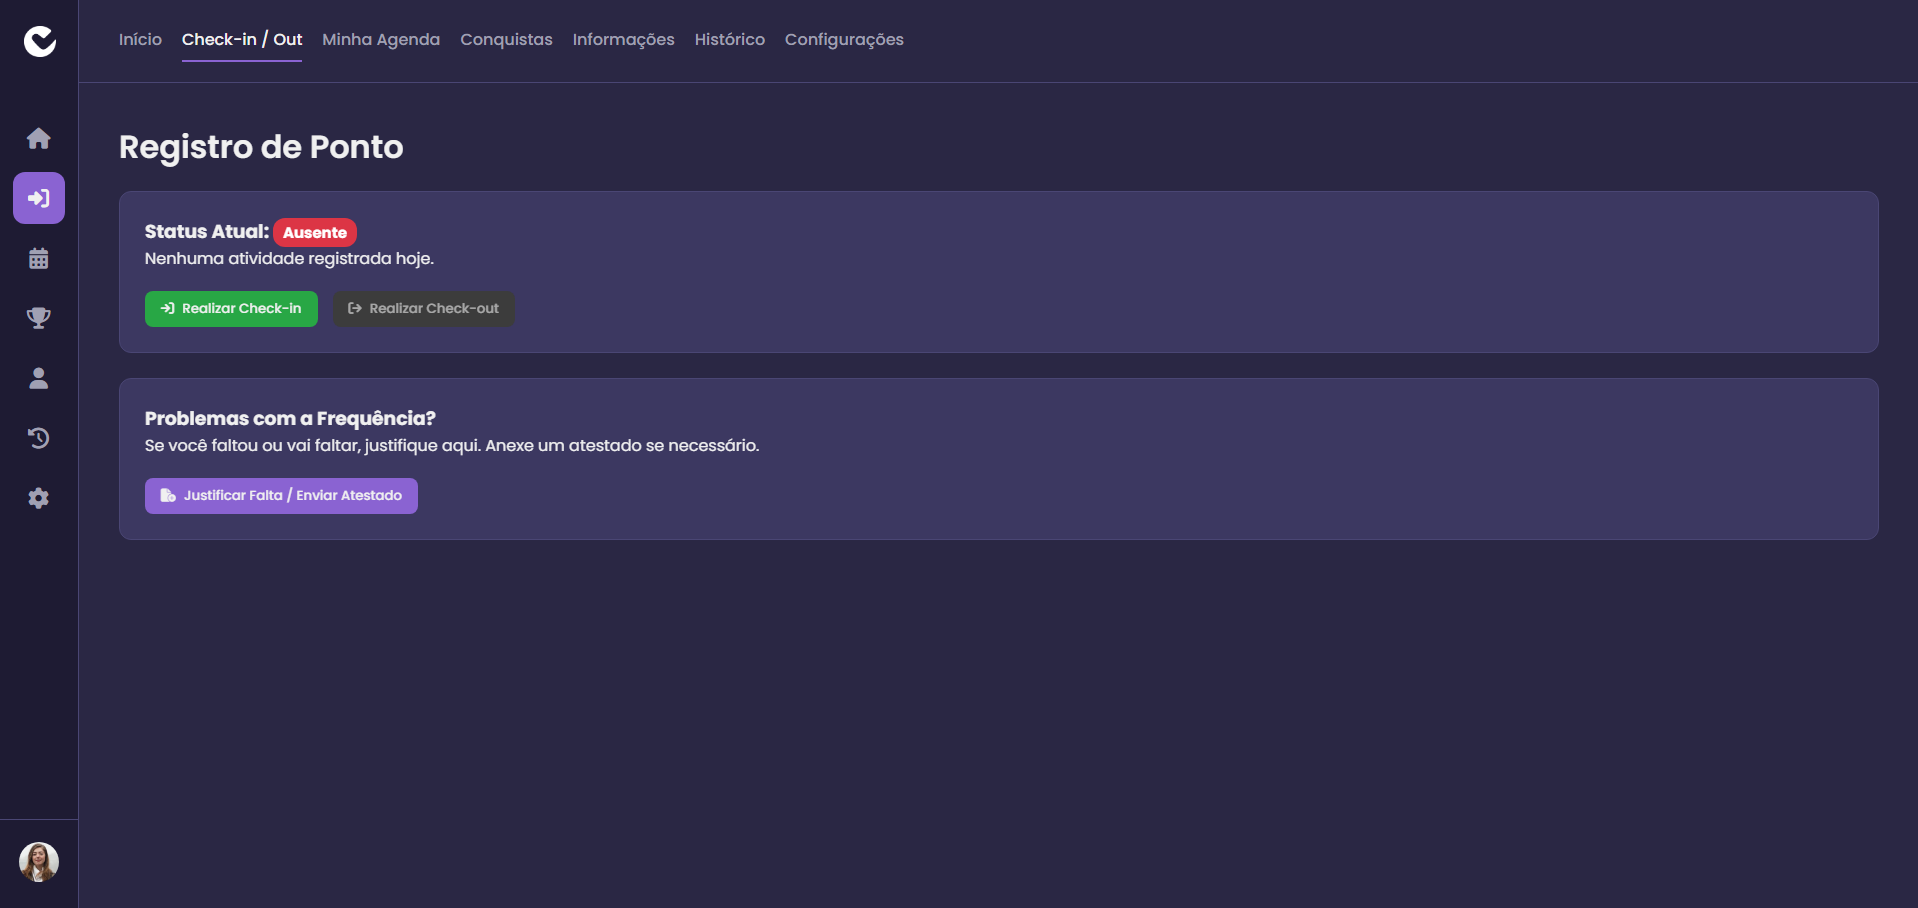 Início Check-in / Out Minha Agenda Conquistas Informações Histórico Configurações
Registro de Ponto
Status Atual: Ausente
Nenhuma atividade registrada hoje.
Realizar Check-in Realizar Check-out
Problemas com a Frequência?
Se você faltou ou vai faltar, justifique aqui. Anexe um atestado se necessário.
Justificar Falta / Enviar Atestado